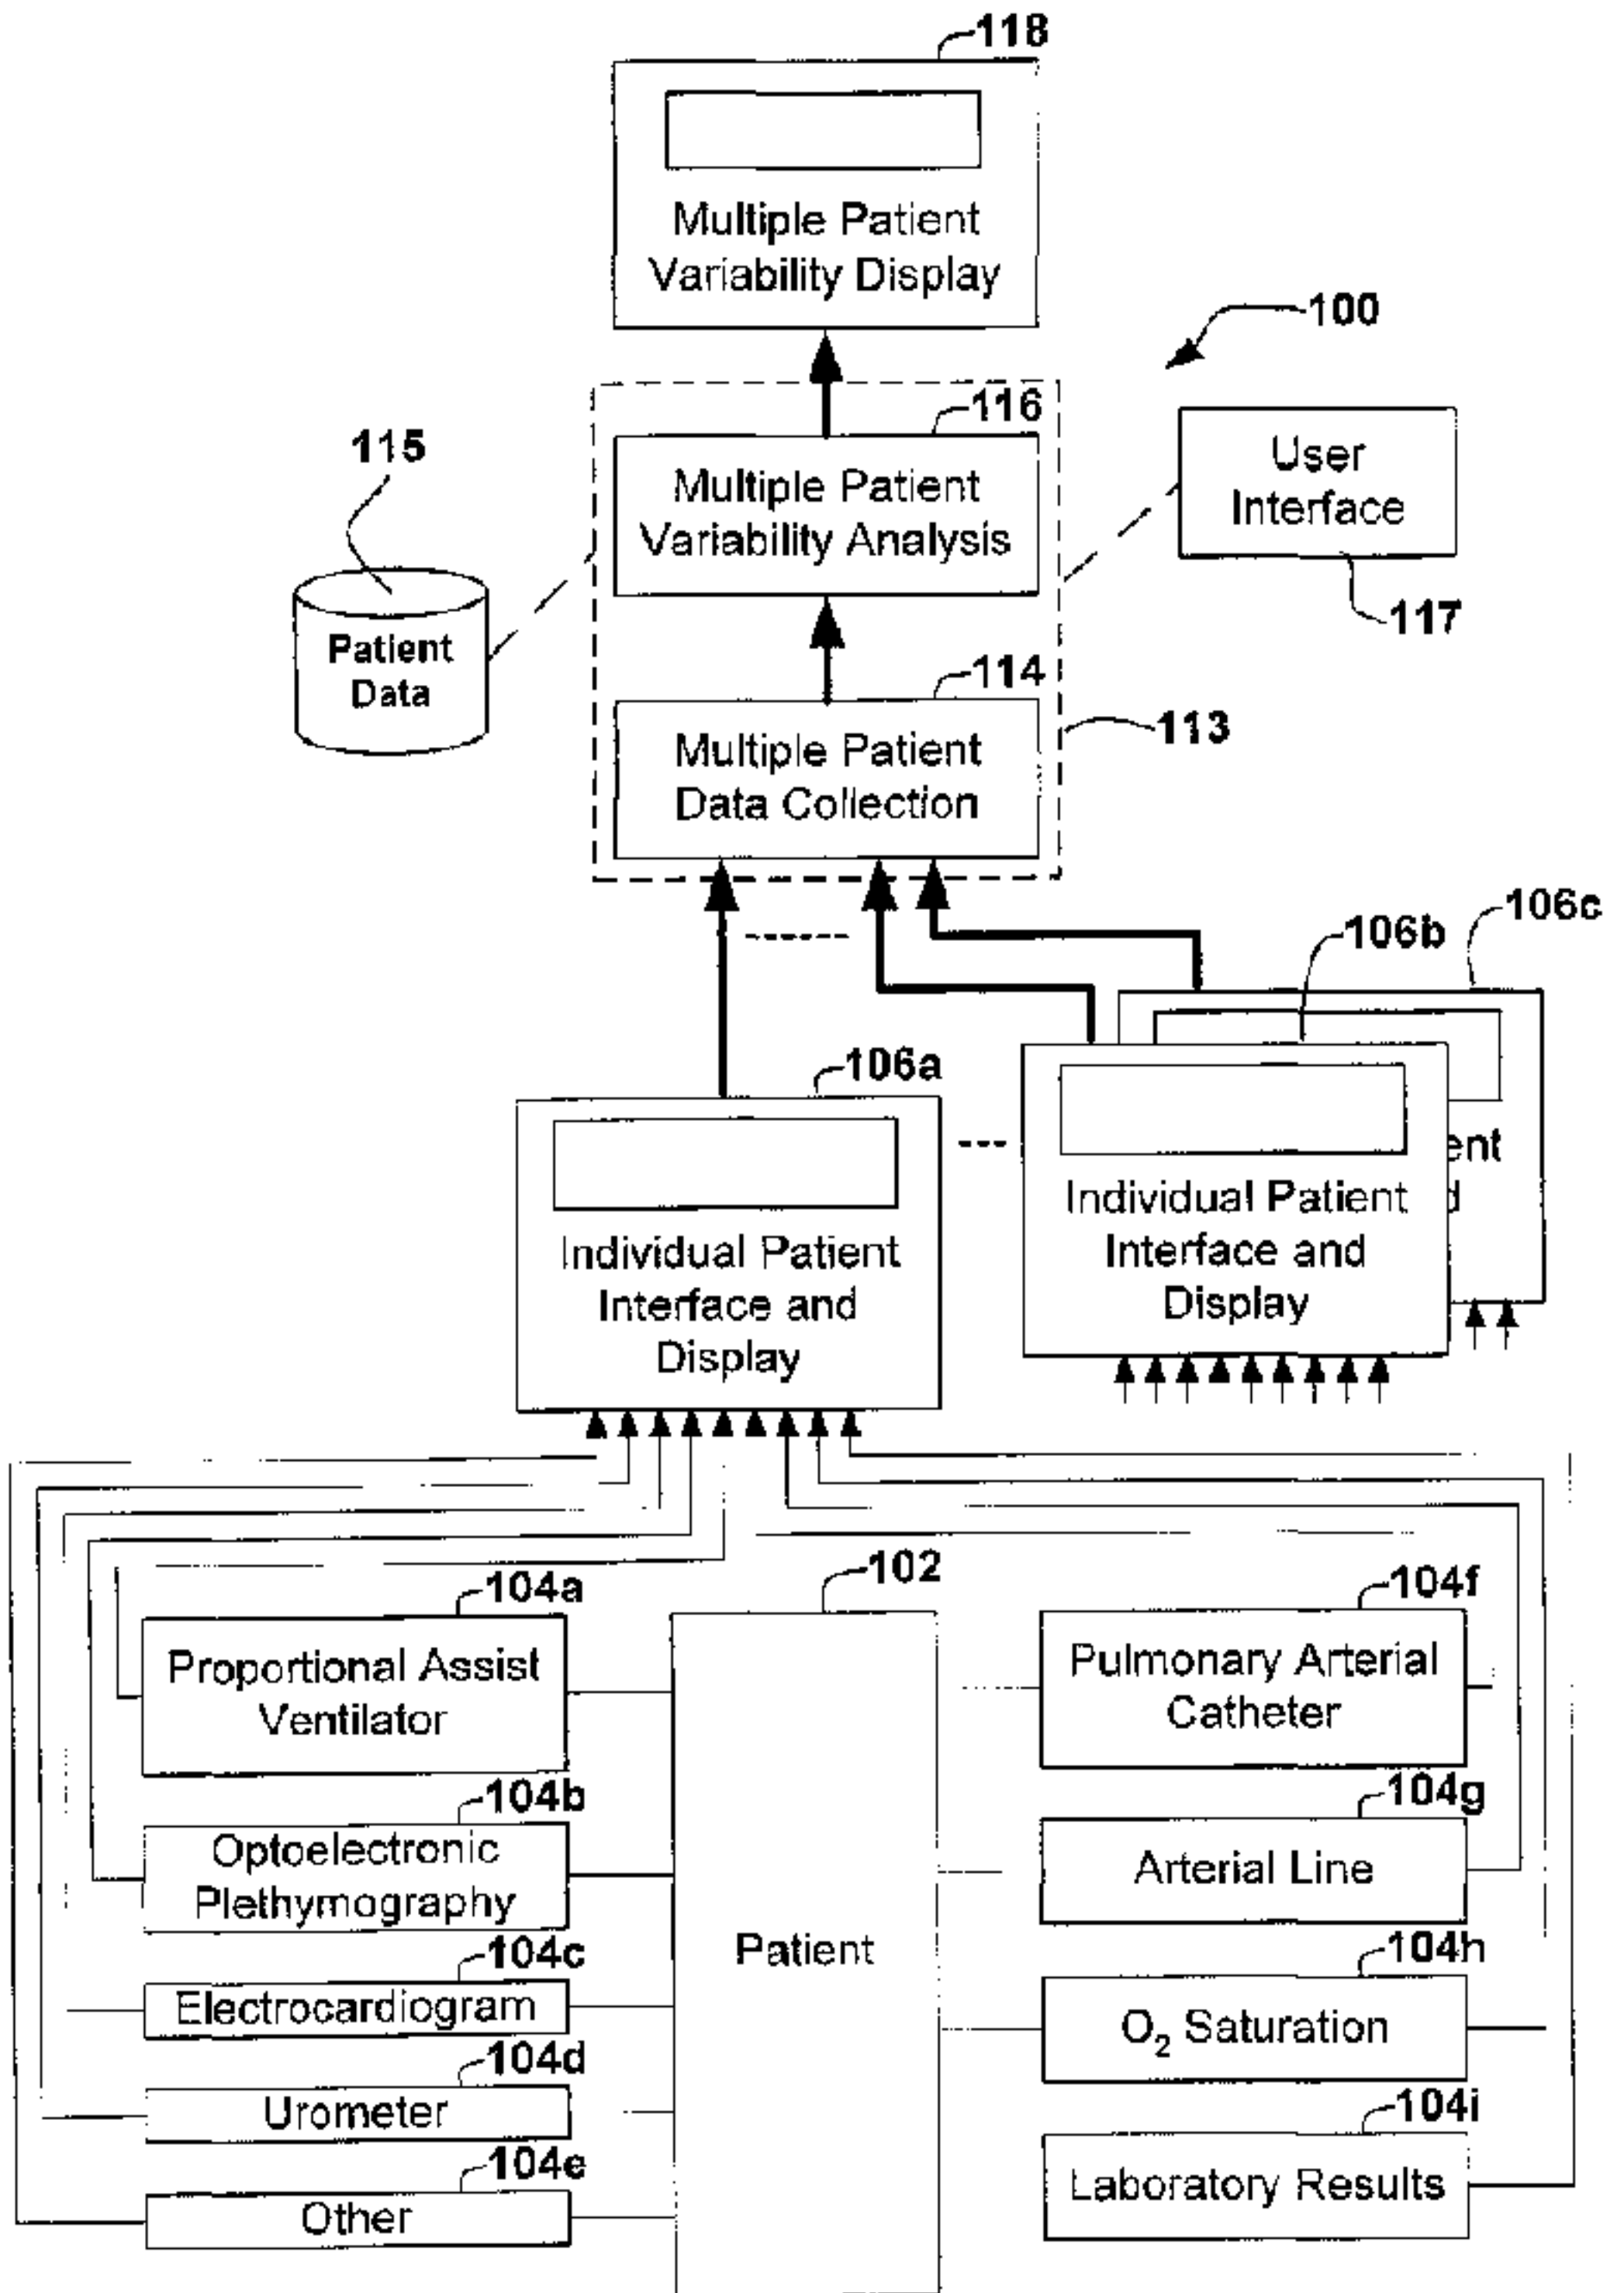 118
Multiple Patient
Variability Display
100
116
Multiple Patient
Variability Analysis
User
Interface
117
115
Patient
Data
114
Multiple Patient
Data Collection
113
106c
106b
ent
d
106a
Individual Patient
Interface and
Display
Individual Patient
Interface and
Display
102
Patient
104a
Proportional Assist
Ventilator
104b
Optoelectronic
Plethymography
104c
Electrocardiogram
104d
Urometer
104e
Other
104f
Pulmonary Arterial
Catheter
104g
Arterial Line
104h
O₂ Saturation
104i
Laboratory Results